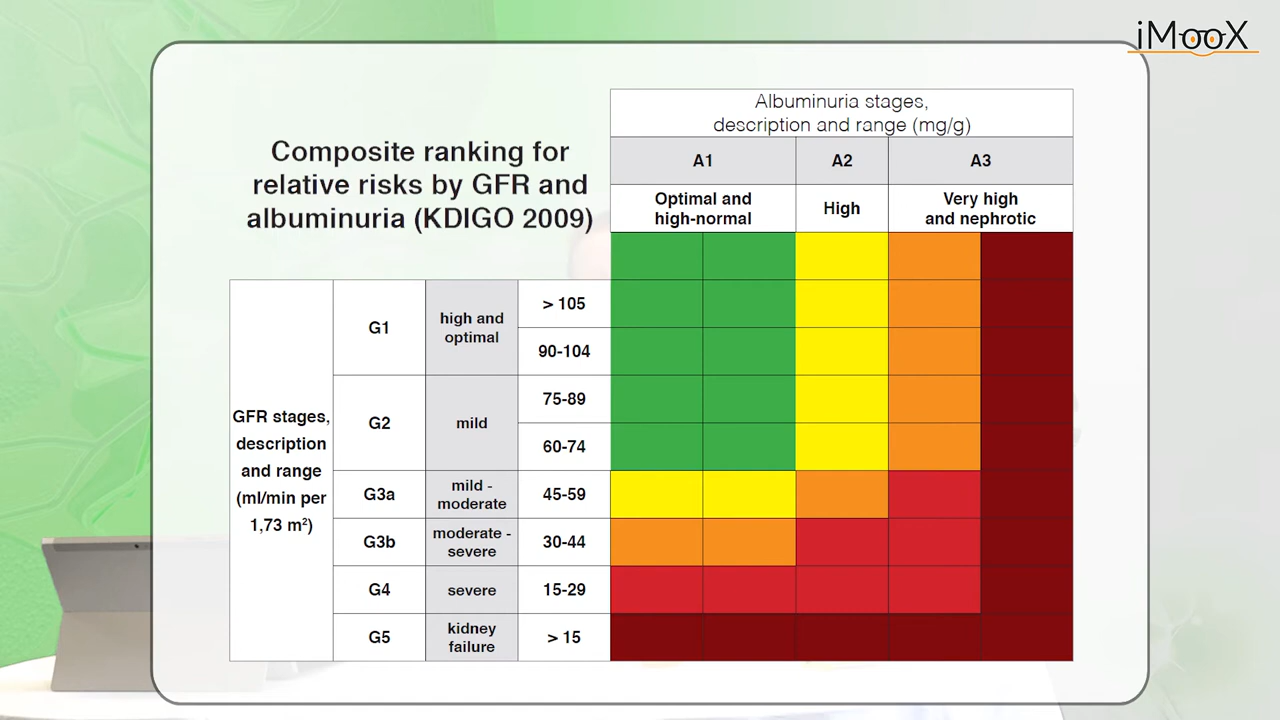 iMooX
Composite ranking for
relative risks by GFR and
albuminuria (KDIGO 2009)
Albuminuria stages,
description and range (mg/g)
A1
A2
A3
Optimal and
high-normal
High
Very high
and nephrotic
GFR stages,
description
and range
(ml/min per
1,73 m²)
G1
high and
optimal
> 105
90-104
G2
mild
75-89
60-74
G3a
mild -
moderate
45-59
G3b
moderate -
severe
30-44
G4
severe
15-29
G5
kidney
failure
> 15